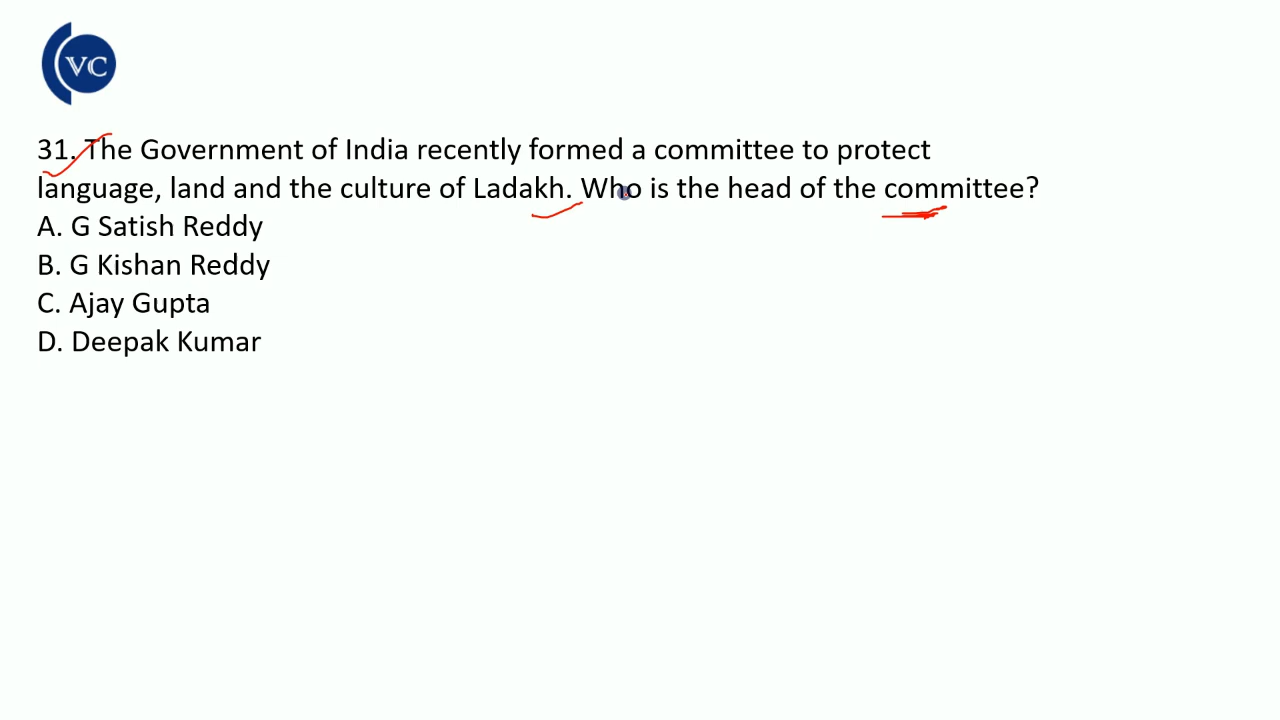 VC
31. The Government of India recently formed a committee to protect
language, land and the culture of Ladakh. Who is the head of the committee?
A. G Satish Reddy
B. G Kishan Reddy
C. Ajay Gupta
D. Deepak Kumar